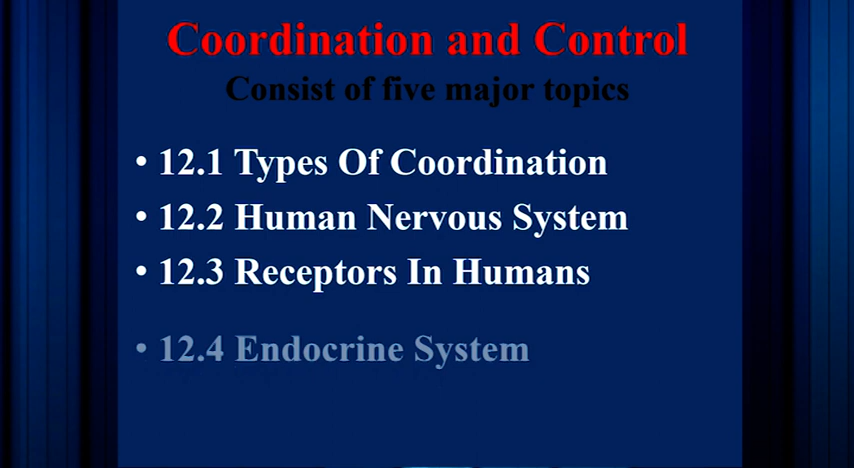 Coordination and Control
Consist of five major topics
• 12.1 Types Of Coordination
• 12.2 Human Nervous System
• 12.3 Receptors In Humans
• 12.4 Endocrine System